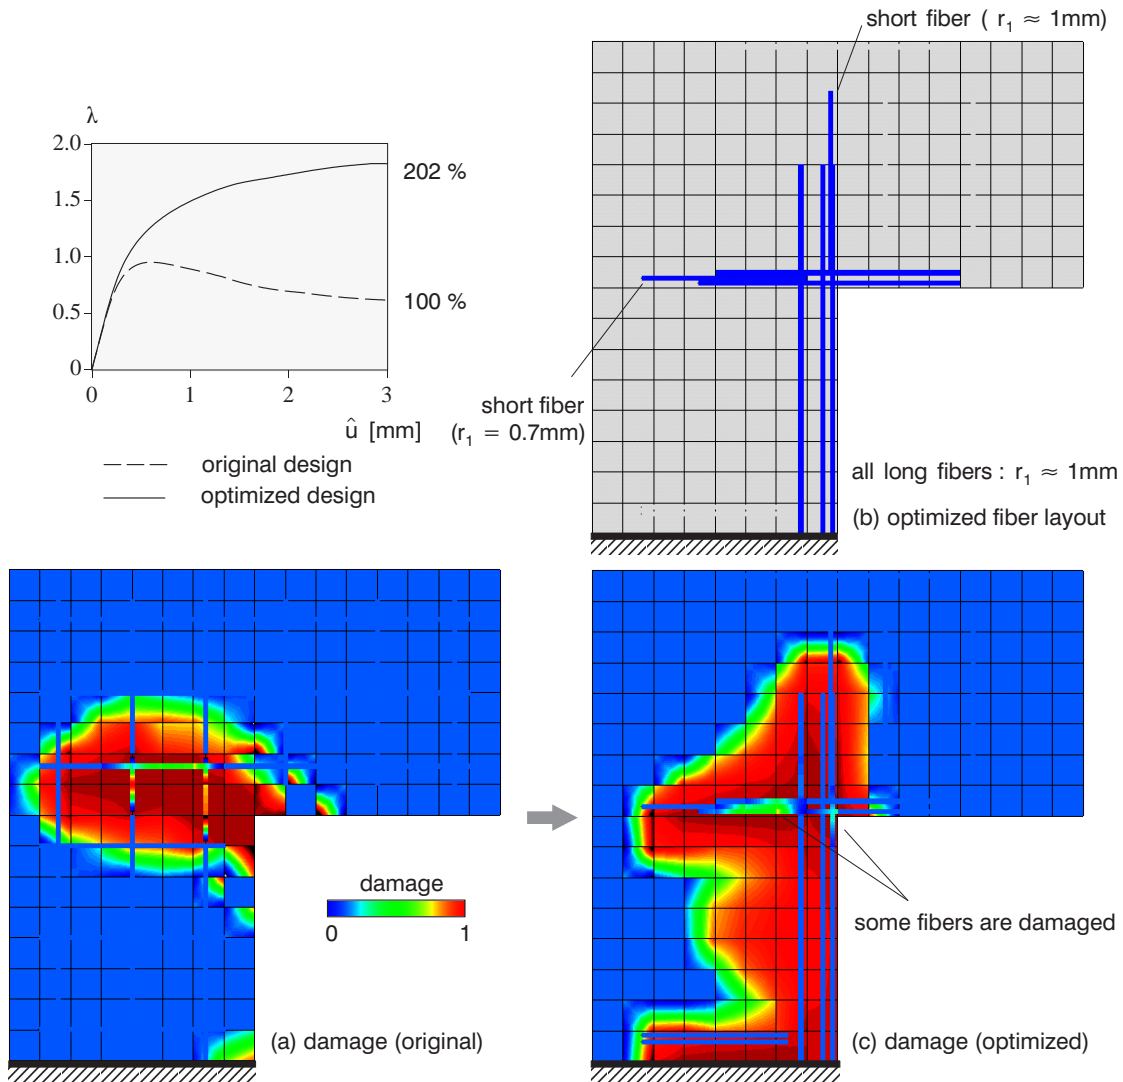 short fiber ( r₁ ≈ 1mm)
λ
2.0
202 %
1.5
1.0
100 %
0.5
0
0 1 2 3
û [mm]
short fiber
(r₁ = 0.7mm)
original design
optimized design
all long fibers : r₁ ≈ 1mm
(b) optimized fiber layout
damage
0 1
some fibers are damaged
(a) damage (original)
(c) damage (optimized)